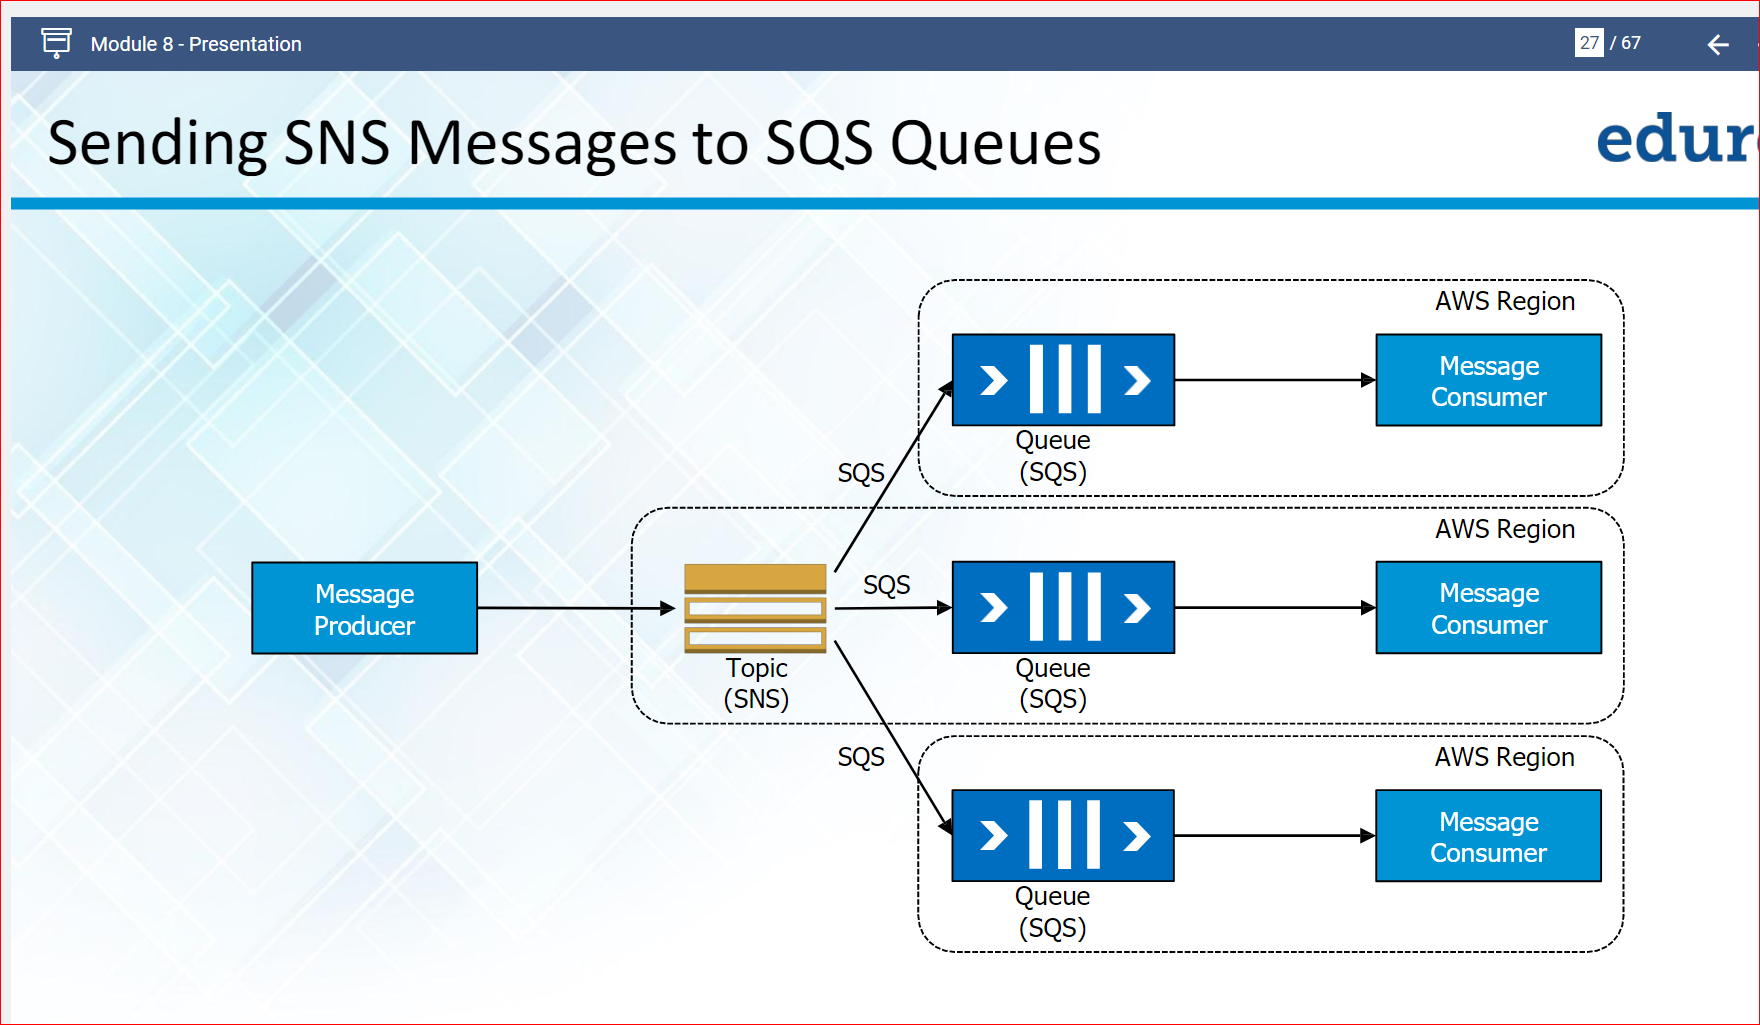 Module 8 - Presentation
27 / 67
Sending SNS Messages to SQS Queues
AWS Region
Message
Consumer
Queue
(SQS)
SQS
AWS Region
Message
Producer
SQS
Message
Consumer
Topic
(SNS)
Queue
(SQS)
SQS
AWS Region
Message
Consumer
Queue
(SQS)